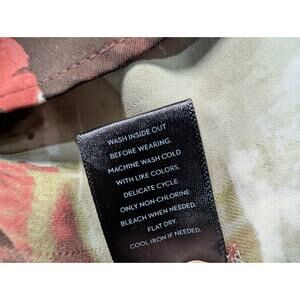 WASH INSIDE OUT
BEFORE WEARING.
MACHINE WASH COLD
WITH LIKE COLORS.
DELICATE CYCLE.
ONLY NON-CHLORINE
BLEACH WHEN NEEDED.
FLAT DRY.
COOL IRON IF NEEDED.